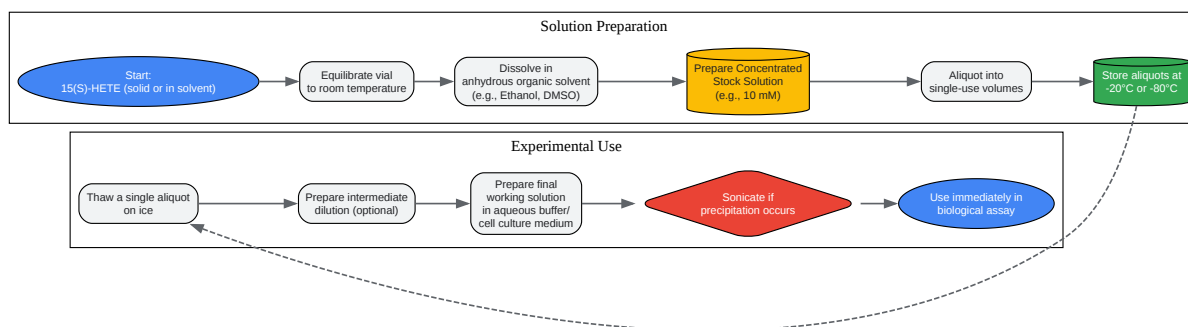 Solution Preparation
Start:
15(S)-HETE (solid or in solvent)
Equilibrate vial
to room temperature
Dissolve in
anhydrous organic solvent
(e.g., Ethanol, DMSO)
Prepare Concentrated
Stock Solution
(e.g., 10 mM)
Aliquot into
single-use volumes
Store aliquots at
-20°C or -80°C
Experimental Use
Thaw a single aliquot
on ice
Prepare intermediate
dilution (optional)
Prepare final
working solution
in aqueous buffer/
cell culture medium
Sonicate if
precipitation occurs
Use immediately in
biological assay